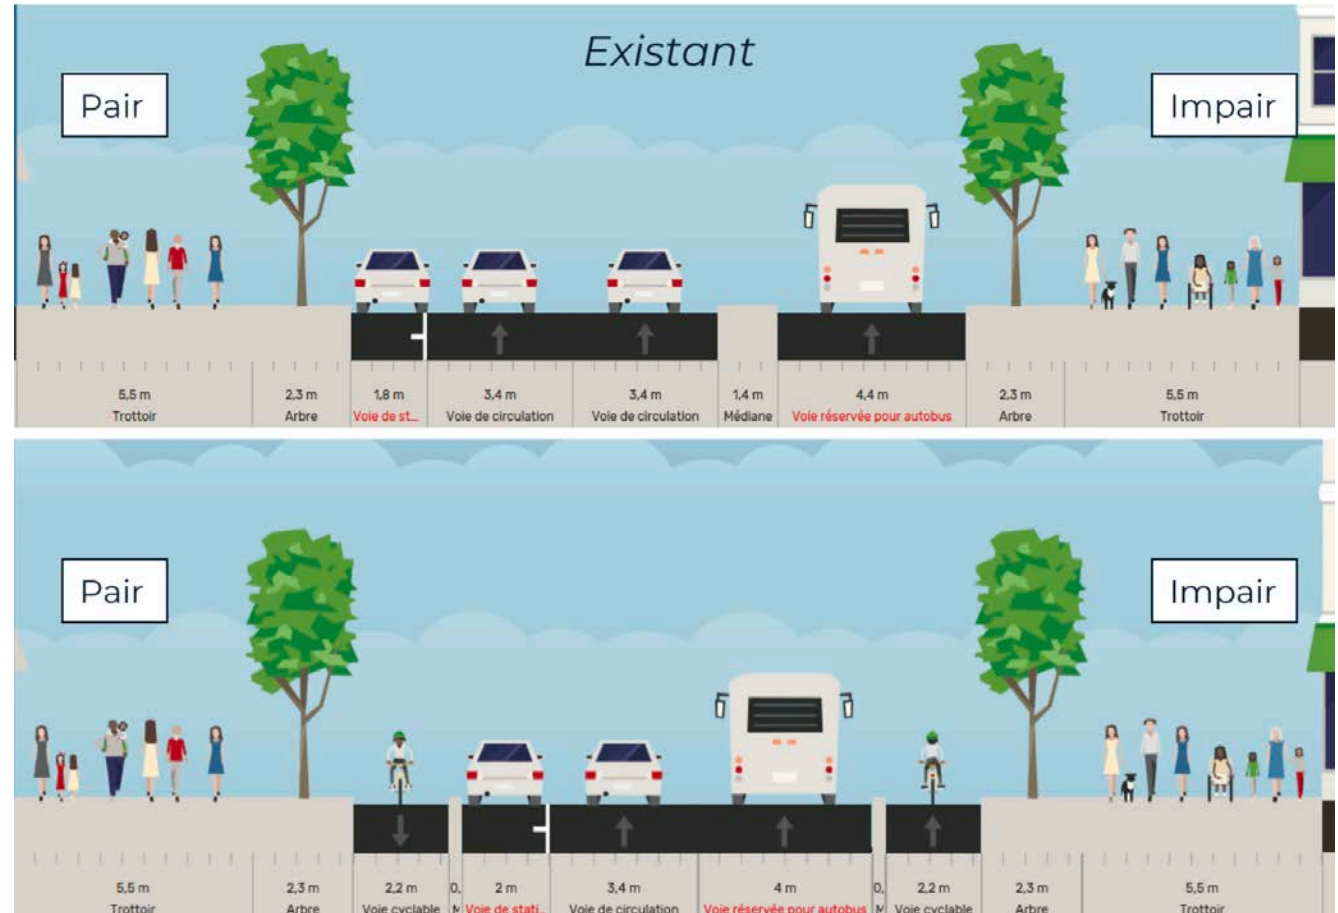 Existant
Pair
Impair
5,5 m 2,3 m 1,8 m 3,4 m 3,4 m 1,4 m 4,4 m 2,3 m 5,5 m
Trottoir Arbre Voie de st... Voie de circulation Voie de circulation Médiane Voie réservée pour autobus Arbre Trottoir
Pair
Impair
5,5 m 2,3 m 2,2 m 0, 2 m 3,4 m 4 m 0, 2,2 m 2,3 m 5,5 m
Trottoir Arbre Voie cyclable M Voie de stati... Voie de circulation Voie réservée pour autobus M Voie cyclable Arbre Trottoir